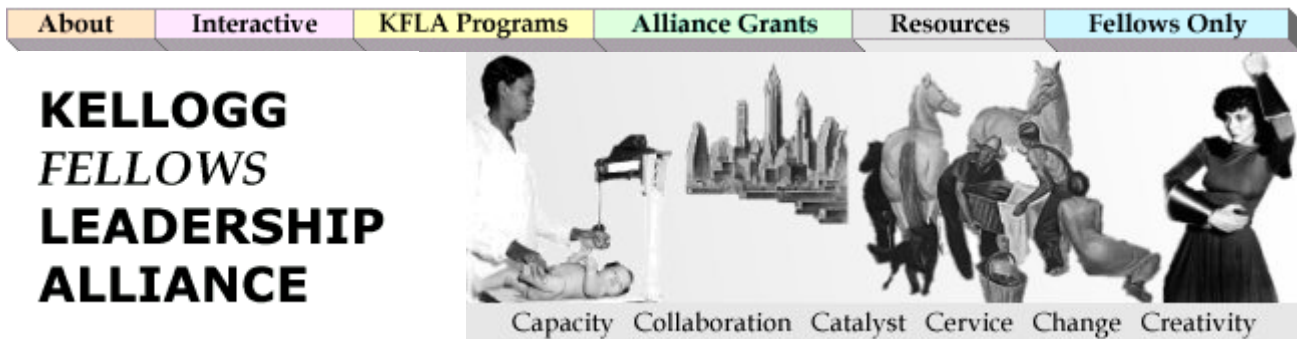 About Interactive KFLA Programs Alliance Grants Resources Fellows Only
KELLOGG
FELLOWS
LEADERSHIP
ALLIANCE
Capacity Collaboration Catalyst Cervice Change Creativity